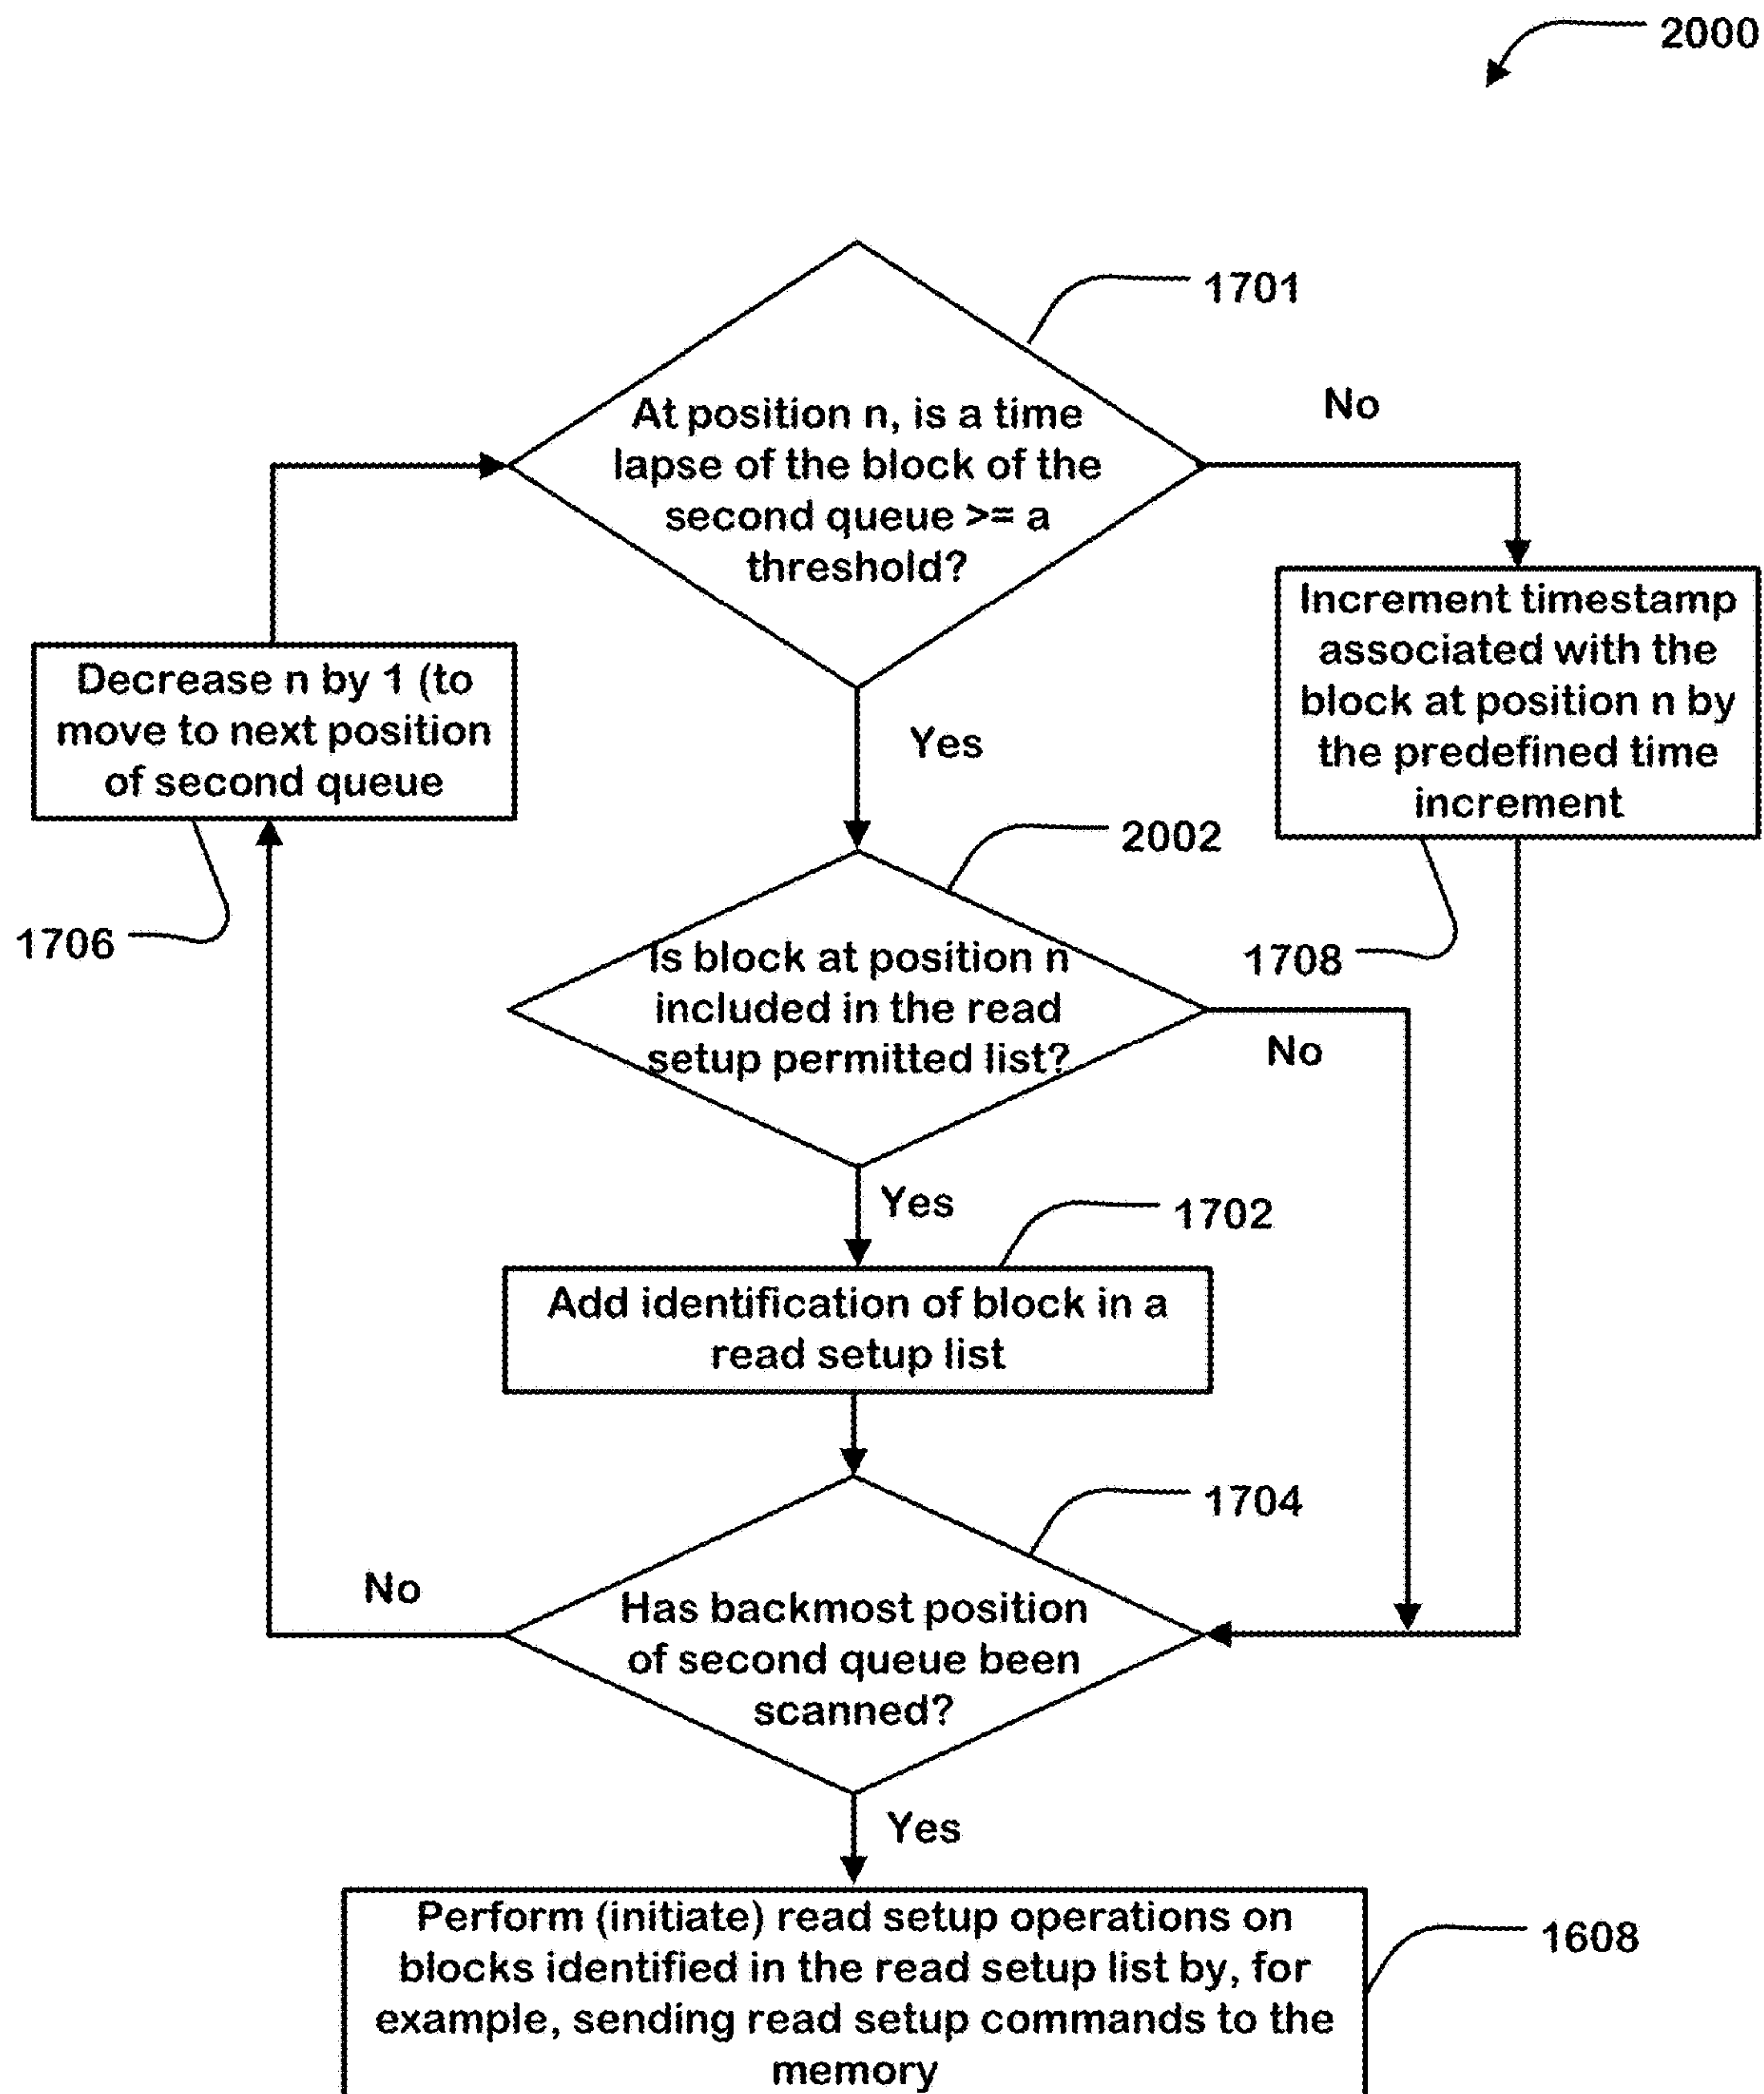 2000
1701
At position n, is a time
lapse of the block of the
second queue >= a
threshold?
No
Increment timestamp
associated with the
block at position n by
the predefined time
increment
Decrease n by 1 (to
move to next position
of second queue
Yes
2002
1706
1708
Is block at position n
included in the read
setup permitted list?
No
Yes
1702
Add identification of block in a
read setup list
1704
No
Has backmost position
of second queue been
scanned?
Yes
Perform (initiate) read setup operations on
blocks identified in the read setup list by, for
example, sending read setup commands to the
memory
1608